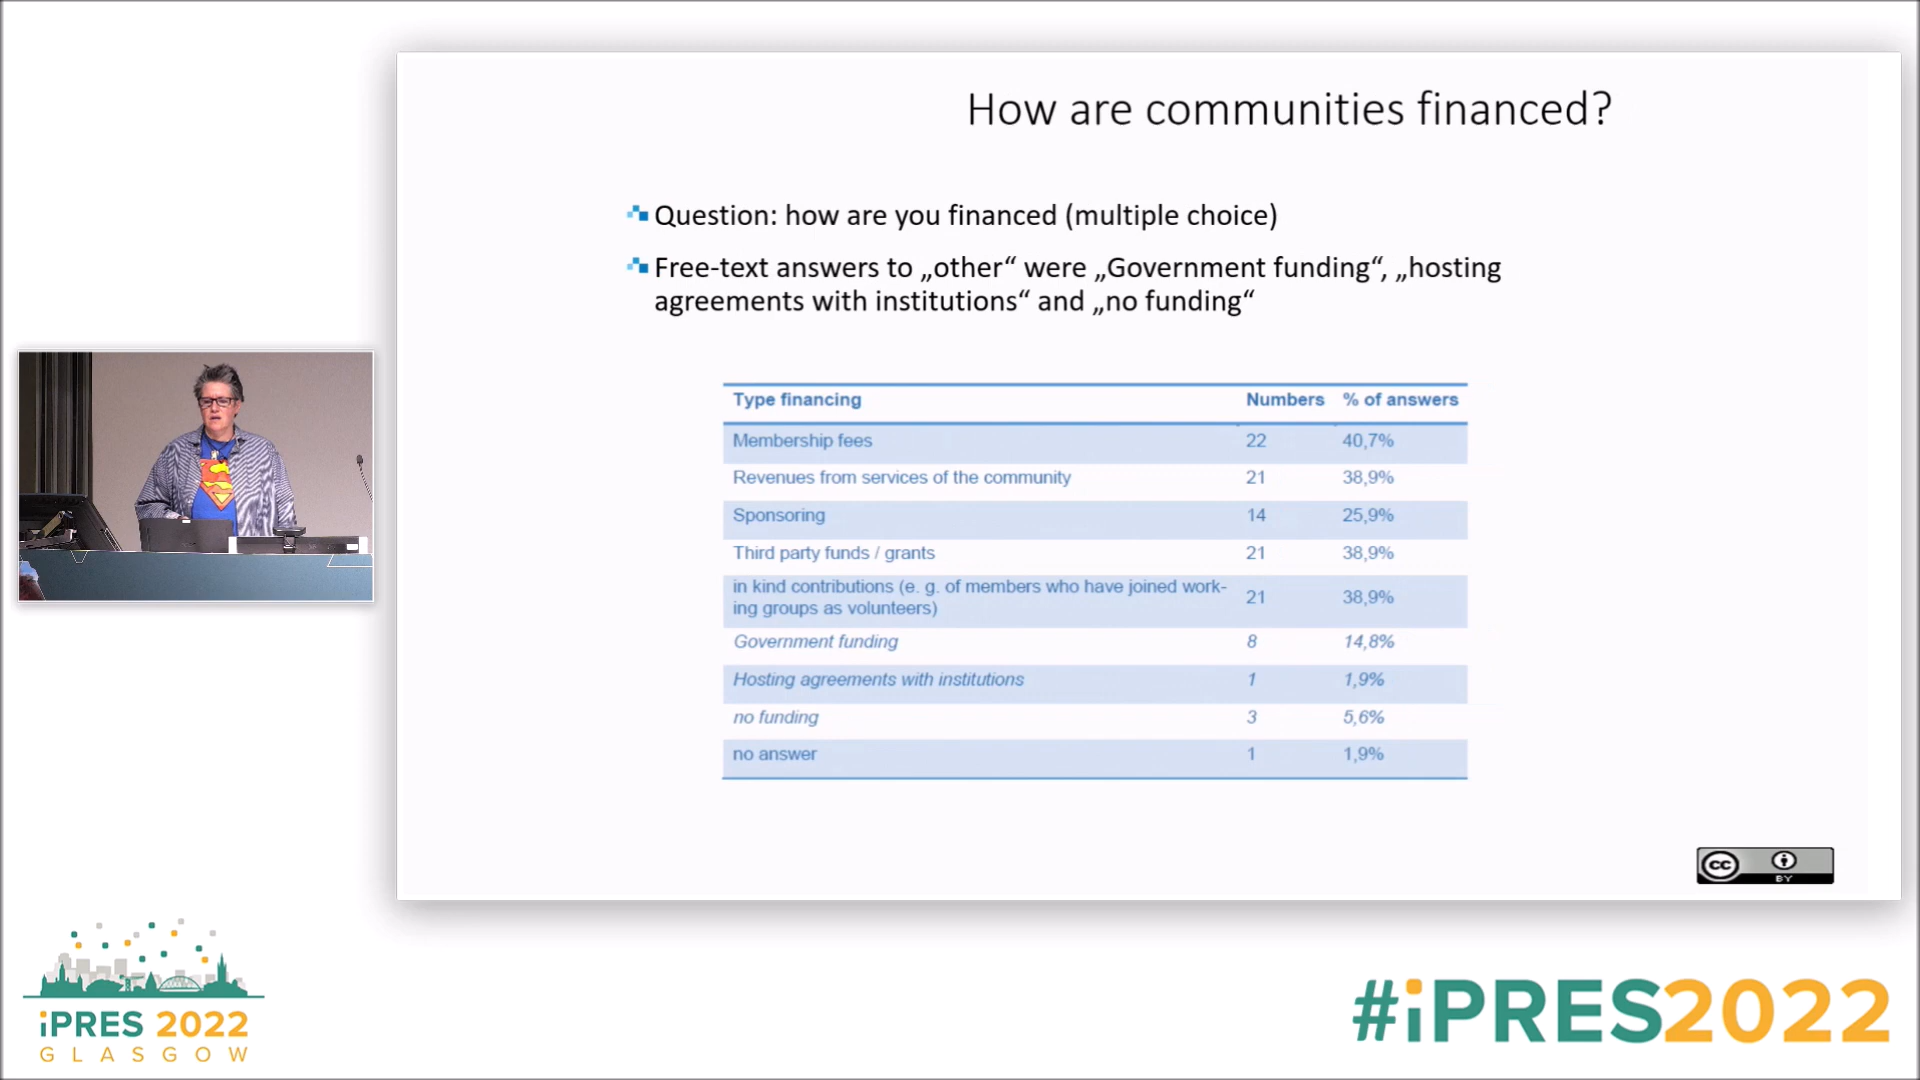 How are communities financed?
Question: how are you financed (multiple choice)
Free-text answers to „other“ were „Government funding“, „hosting
agreements with institutions“ and „no funding“
Type financing Numbers % of answers
Membership fees 22 40,7%
Revenues from services of the community 21 38,9%
Sponsoring 14 25,9%
Third party funds / grants 21 38,9%
in kind contributions (e. g. of members who have joined work-
ing groups as volunteers) 21 38,9%
Government funding 8 14,8%
Hosting agreements with institutions 1 1,9%
no funding 3 5,6%
no answer 1 1,9%
cc
BY
iPRES 2022
GLASGOW
#iPRES2022